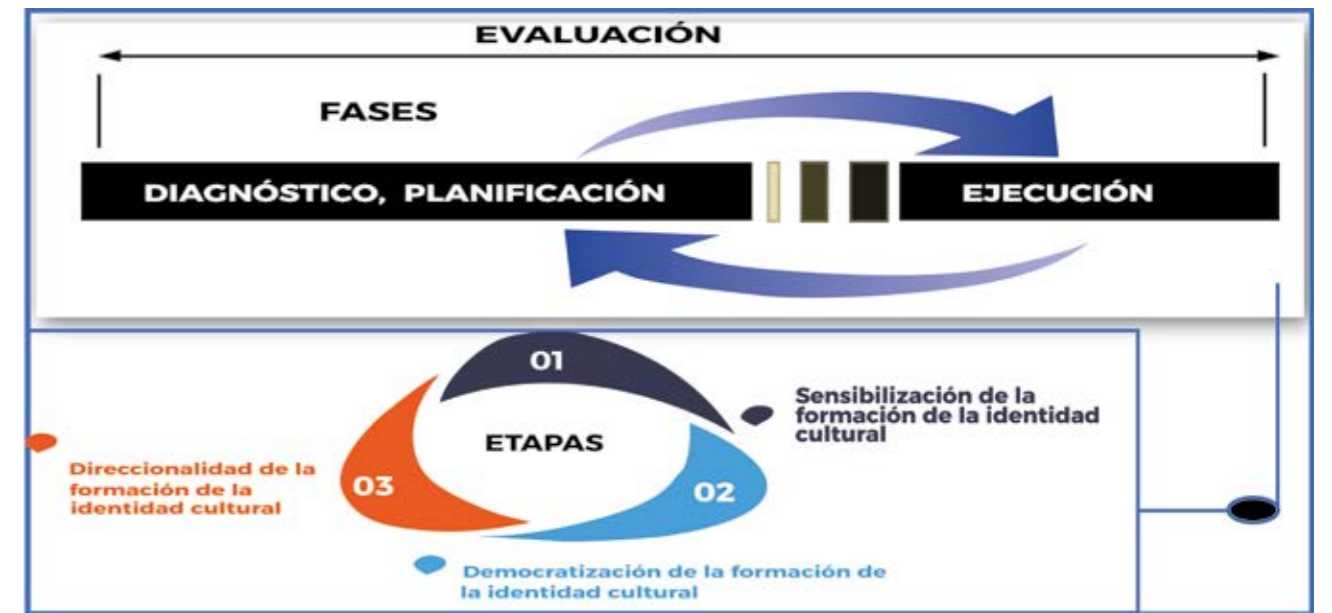 EVALUACIÓN
FASES
DIAGNÓSTICO, PLANIFICACIÓN
EJECUCIÓN
01
Sensibilización de la
formación de la identidad
cultural
ETAPAS
02
03
Direccionalidad de la
formación de la
identidad cultural
Democratización de la formación de
la identidad cultural